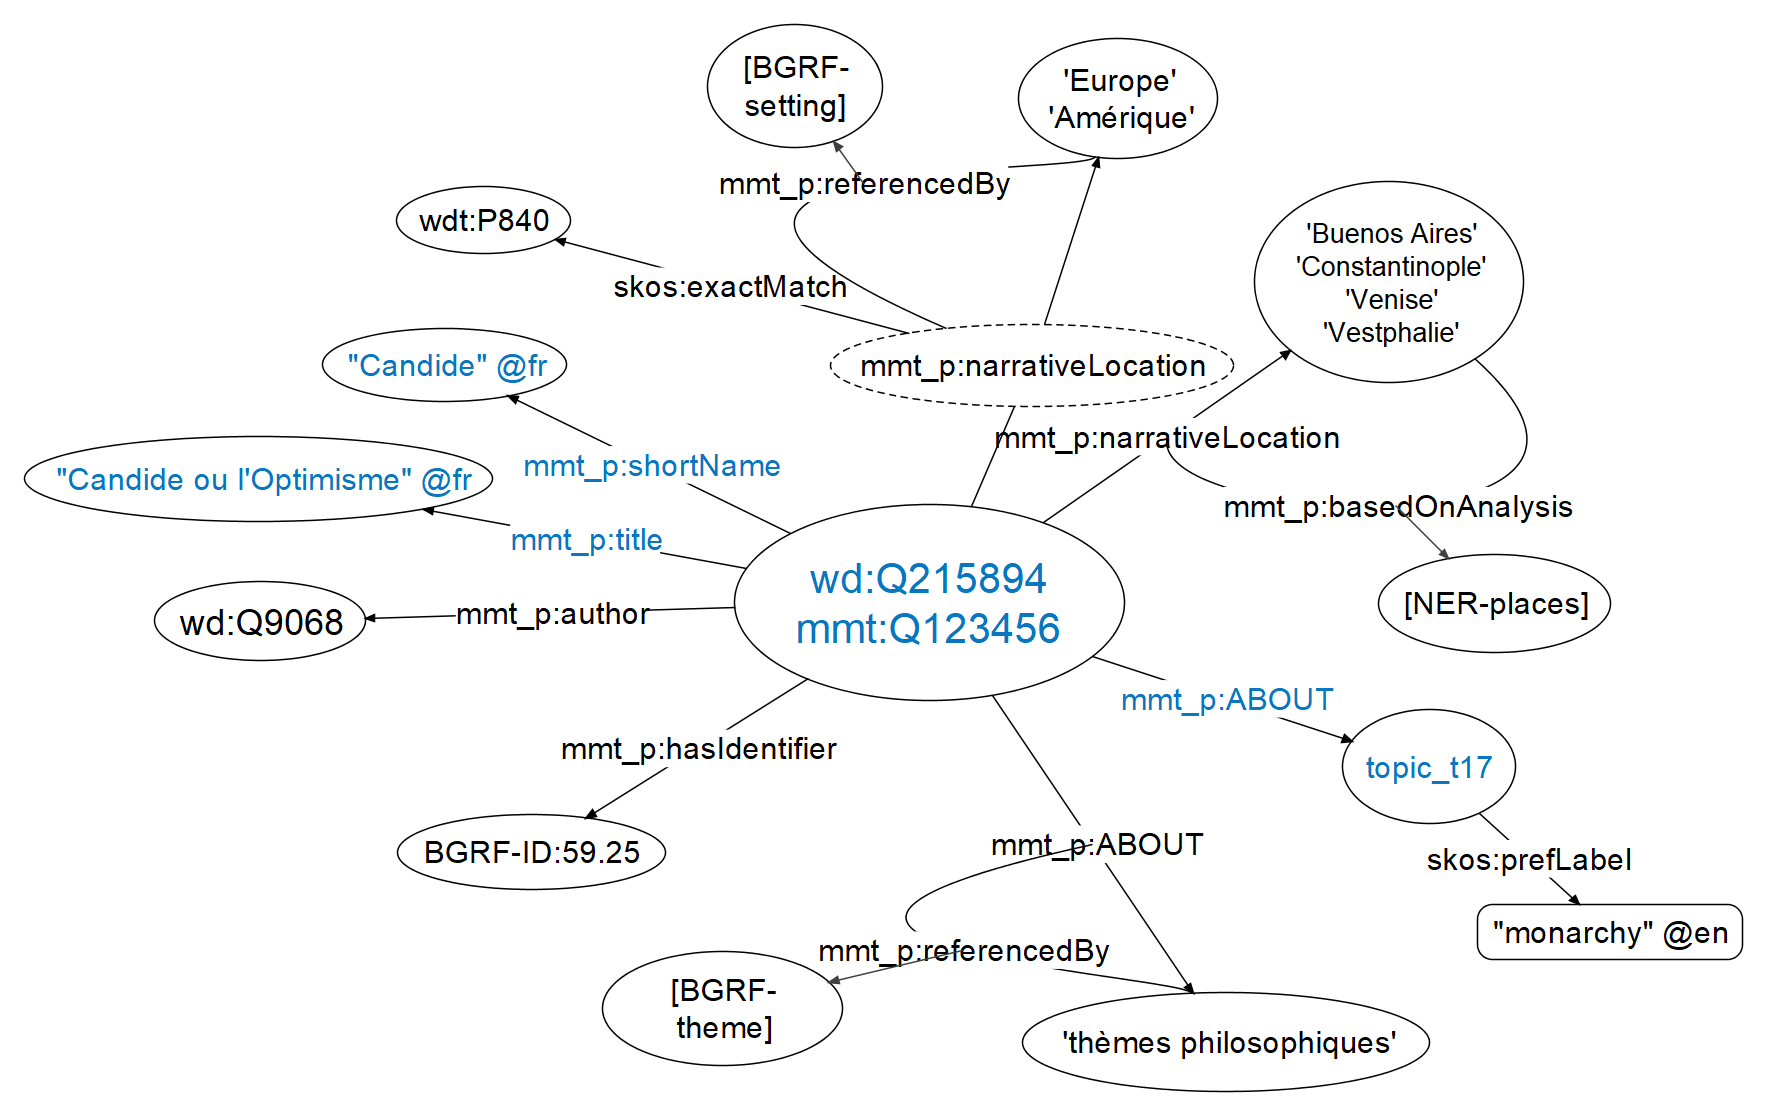 [BGRF-
setting]
'Europe'
'Amérique'
mmt_p:referencedBy
wdt:P840
'Buenos Aires'
'Constantinople'
'Venise'
'Vestphalie'
skos:exactMatch
"Candide" @fr
mmt_p:narrativeLocation
mmt_p:narrativeLocation
mmt_p:shortName
"Candide ou l'Optimisme" @fr
mmt_p:basedOnAnalysis
mmt_p:title
wd:Q215894
mmt:Q123456
[NER-places]
wd:Q9068
mmt_p:author
mmt_p:ABOUT
mmt_p:hasIdentifier
topic_t17
BGRF-ID:59.25
mmt_p:ABOUT
skos:prefLabel
"monarchy" @en
mmt_p:referencedBy
[BGRF-
theme]
'thèmes philosophiques'